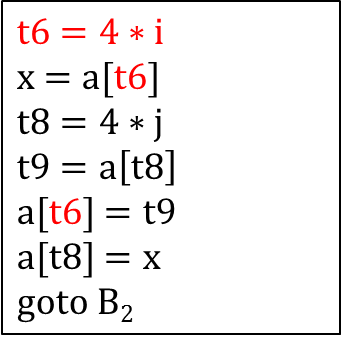 t6 = 4 ∗ i
x = a[t6]
t8 = 4 ∗ j
t9 = a[t8]
a[t6] = t9
a[t8] = x
goto B₂